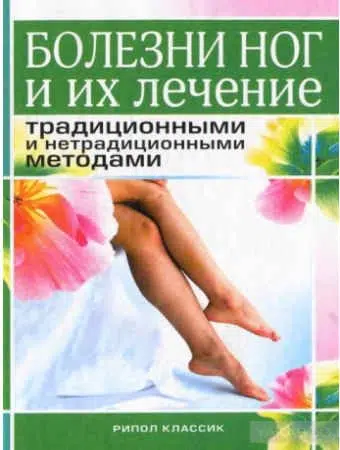 БОЛЕЗНИ НОГ
И ИХ ЛЕЧЕНИЕ
ТРАДИЦИОННЫМИ
И НЕТРАДИЦИОННЫМИ
МЕТОДАМИ
РИПОЛ КЛАССИК